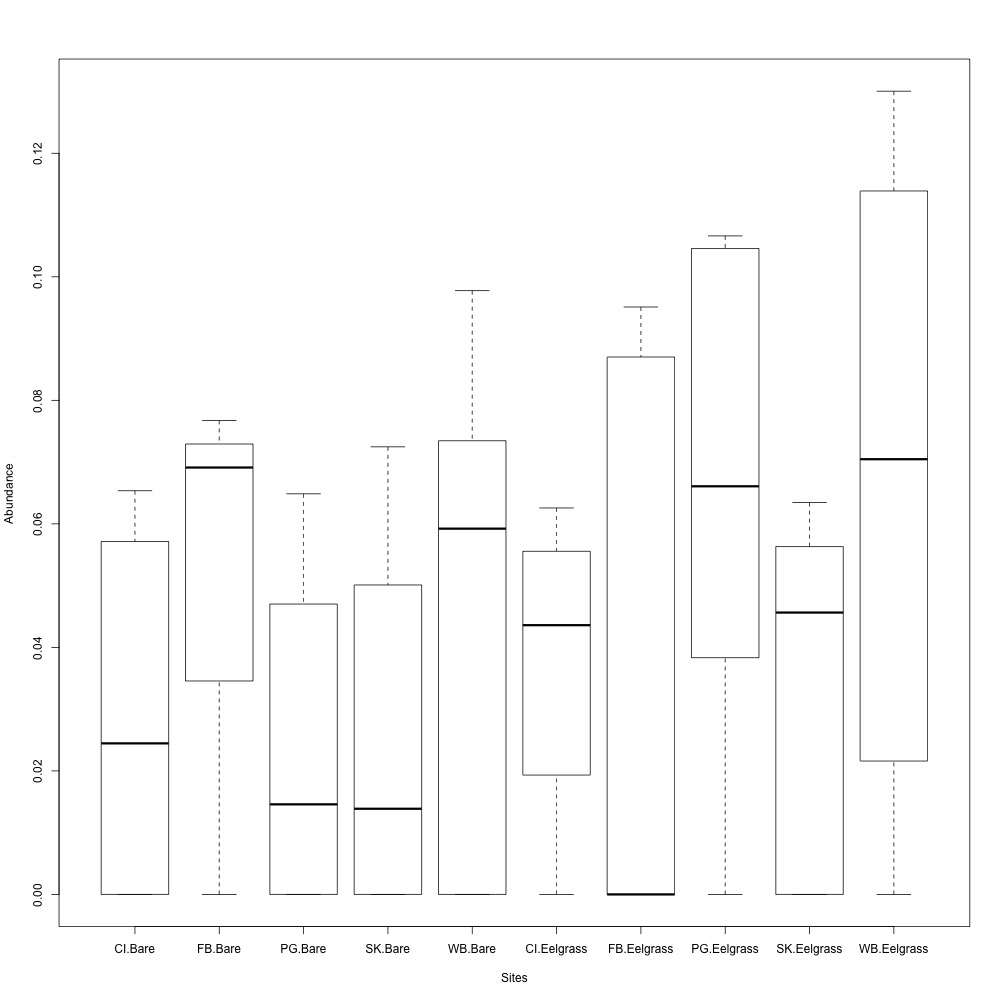 Abundance
0.12
0.10
0.08
0.06
0.04
0.02
0.00
CI.Bare FB.Bare PG.Bare SK.Bare WB.Bare CI.Eelgrass FB.Eelgrass PG.Eelgrass SK.Eelgrass WB.Eelgrass
Sites